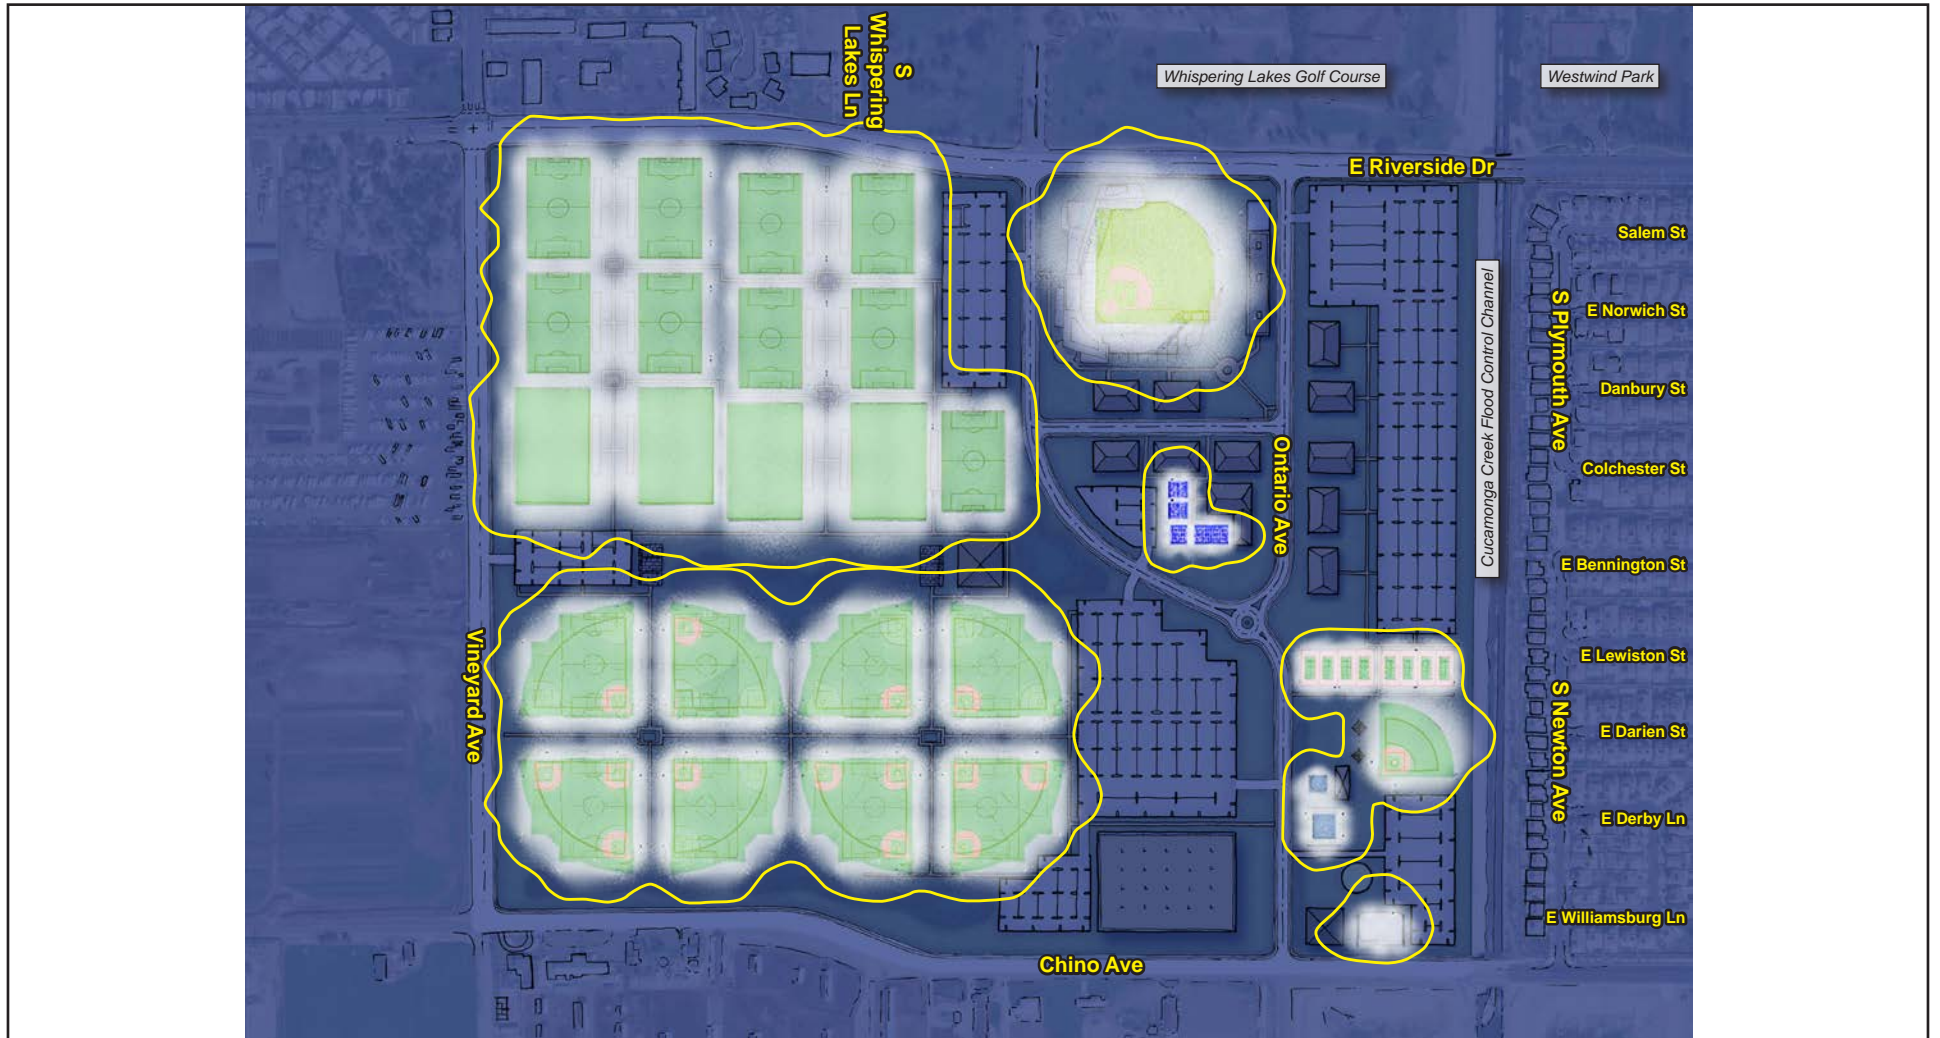 S
Whispering
Lakes Ln
Whispering Lakes Golf Course
Westwind Park
E Riverside Dr
Salem St
E Norwich St
S Plymouth Ave
Danbury St
Cucamonga Creek Flood Control Channel
Colchester St
Ontario Ave
E Bennington St
E Lewiston St
Vineyard Ave
S Newton Ave
E Darien St
E Derby Ln
E Williamsburg Ln
Chino Ave